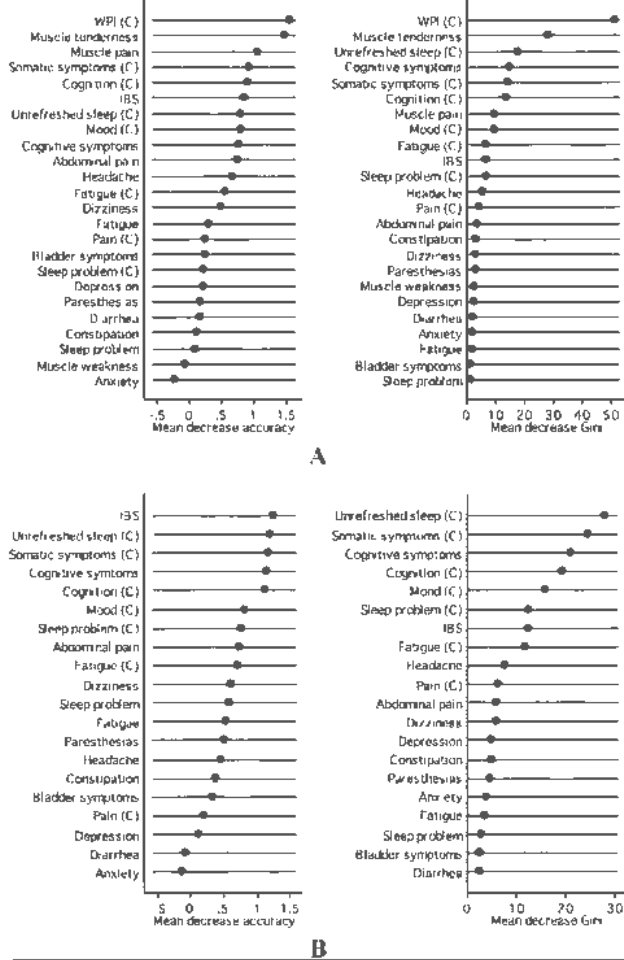 WPI (C)
Muscle tenderness
Muscle pain
Somatic symptoms (C)
Cognition (C)
IBS
Unrefreshed sleep (C)
Mood (C)
Cognitive symptoms
Abdominal pain
Headache
Fatigue (C)
Dizziness
Fatigue
Pain (C)
Bladder symptoms
Sleep problem (C)
Depression
Paresthesias
Diarrhea
Constipation
Sleep problem
Muscle weakness
Anxiety
-.5 0 .5 1 1.5
Mean decrease accuracy
WPI (C)
Muscle tenderness
Unrefreshed sleep (C)
Cognitive symptoms
Somatic symptoms (C)
Cognition (C)
Muscle pain
Mood (C)
Fatigue (C)
IBS
Sleep problem (C)
Headache
Pain (C)
Abdominal pain
Constipation
Dizziness
Paresthesias
Muscle weakness
Depression
Diarrhea
Anxiety
Fatigue
Bladder symptoms
Sleep problem
0 10 20 30 40 50
Mean decrease Gini
A
IBS
Unrefreshed sleep (C)
Somatic symptoms (C)
Cognitive symtoms
Cognition (C)
Mood (C)
Sleep problem (C)
Abdominal pain
Fatigue (C)
Dizziness
Sleep problem
Fatigue
Paresthesias
Headache
Constipation
Bladder symptoms
Pain (C)
Depression
Diarrhea
Anxiety
.5 0 .5 1 1.5
Mean decrease accuracy
Unrefreshed sleep (C)
Somatic symptoms (C)
Cognitive symptoms
Cognition (C)
Mood (C)
Sleep problem (C)
IBS
Fatigue (C)
Headache
Pain (C)
Abdominal pain
Dizziness
Depression
Constipation
Paresthesias
Anxiety
Fatigue
Sleep problem
Bladder symptoms
Diarrhea
0 10 20 30
Mean decrease Gini
B